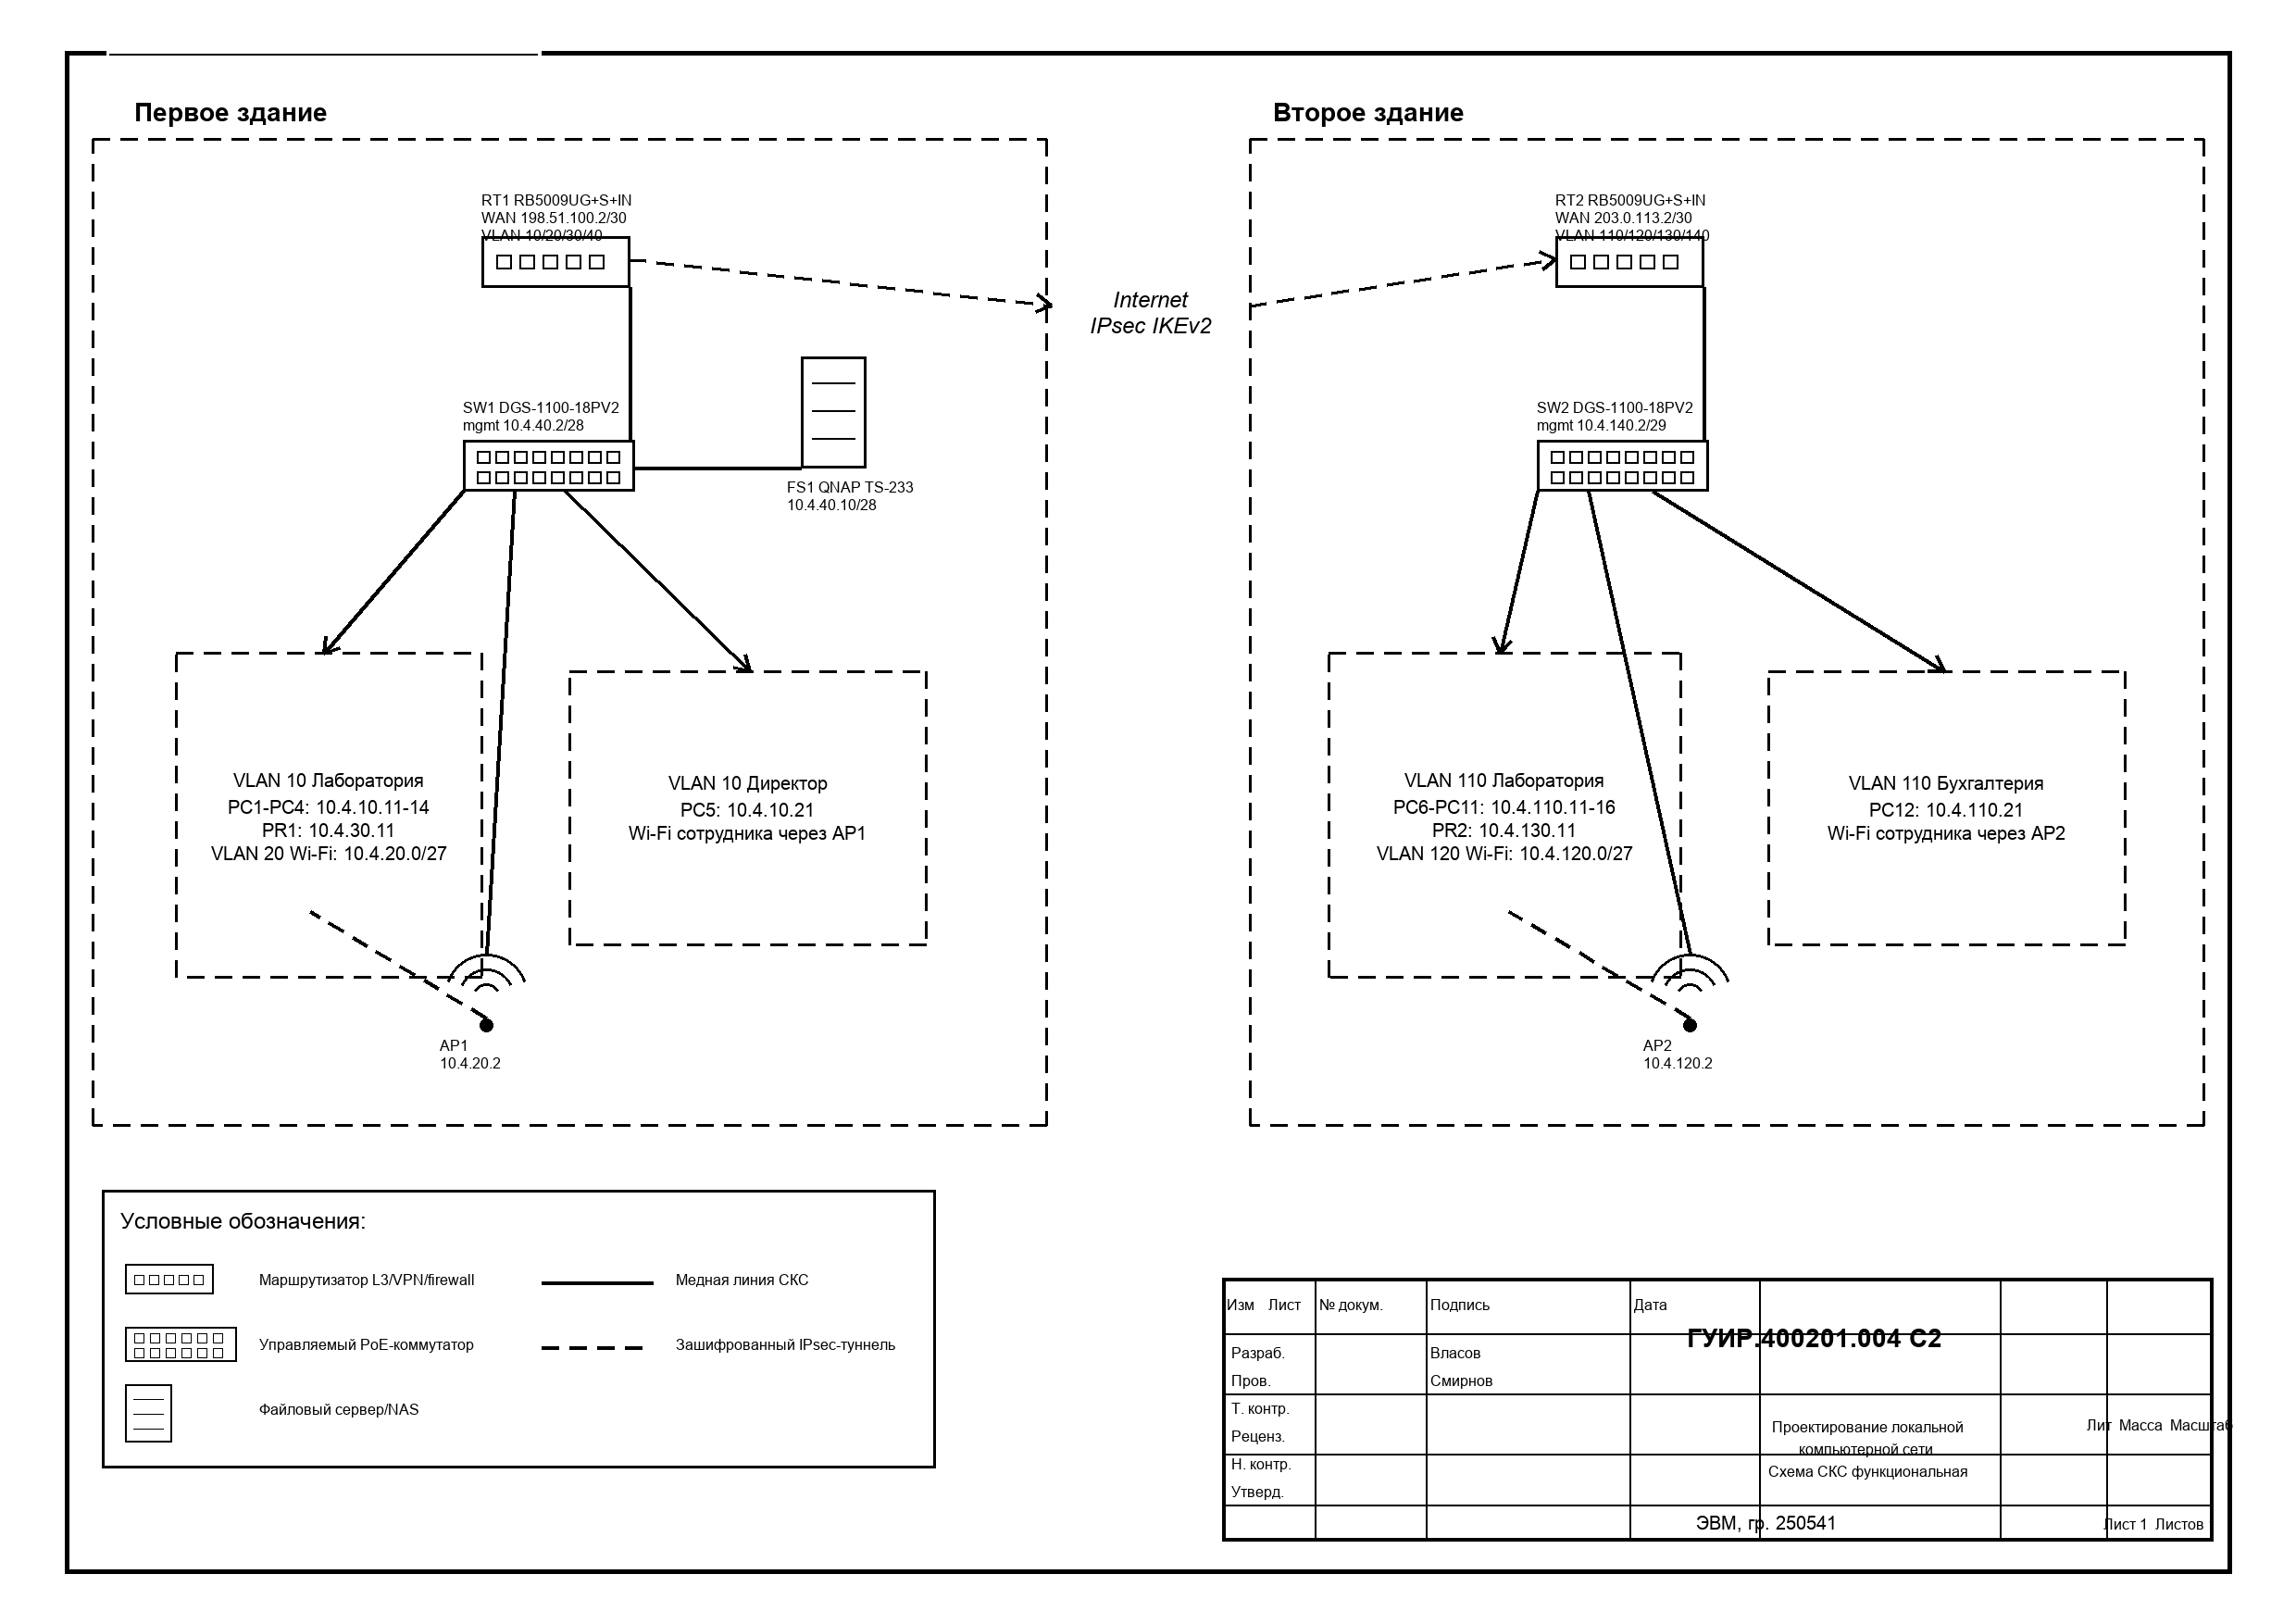 Первое здание
Второе здание
RT1 RB5009UG+S+IN
WAN 198.51.100.2/30
VLAN 10/20/30/40
RT2 RB5009UG+S+IN
WAN 203.0.113.2/30
VLAN 110/120/130/140
Internet
IPsec IKEv2
SW1 DGS-1100-18PV2
mgmt 10.4.40.2/28
FS1 QNAP TS-233
10.4.40.10/28
SW2 DGS-1100-18PV2
mgmt 10.4.140.2/29
VLAN 10 Лаборатория
PC1-PC4: 10.4.10.11-14
PR1: 10.4.30.11
VLAN 20 Wi-Fi: 10.4.20.0/27
VLAN 10 Директор
PC5: 10.4.10.21
Wi-Fi сотрудника через AP1
VLAN 110 Лаборатория
PC6-PC11: 10.4.110.11-16
PR2: 10.4.130.11
VLAN 120 Wi-Fi: 10.4.120.0/27
VLAN 110 Бухгалтерия
PC12: 10.4.110.21
Wi-Fi сотрудника через AP2
AP1
10.4.20.2
AP2
10.4.120.2
Условные обозначения:
Маршрутизатор L3/VPN/firewall
Медная линия СКС
Управляемый PoE-коммутатор
Зашифрованный IPsec-туннель
Файловый сервер/NAS
Изм Лист № докум. Подпись Дата
ГУИР.400201.004 С2
Разраб. Власов
Пров. Смирнов
Т. контр.
Реценз.
Н. контр.
Утверд.
Проектирование локальной
компьютерной сети
Схема СКС функциональная
Лит Масса Масштаб
ЭВМ, гр. 250541
Лист 1 Листов